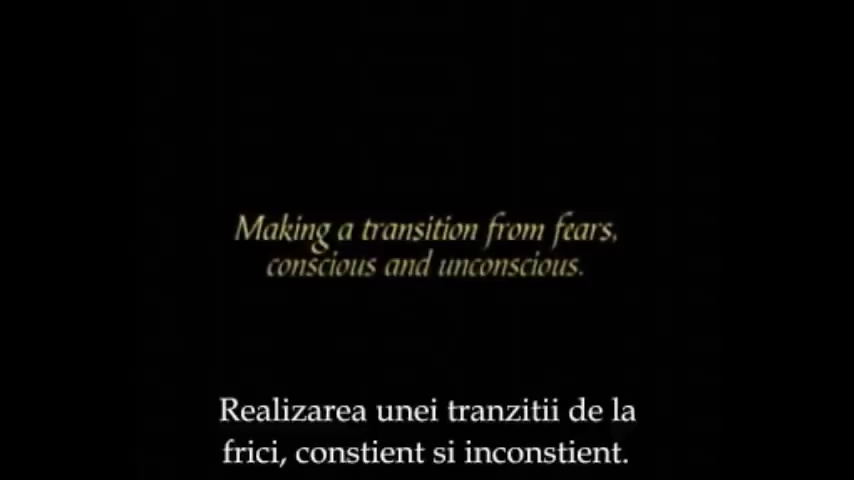 Making a transition from fears,
conscious and unconscious.
Realizarea unei tranzitii de la
frici, constient si inconstient.